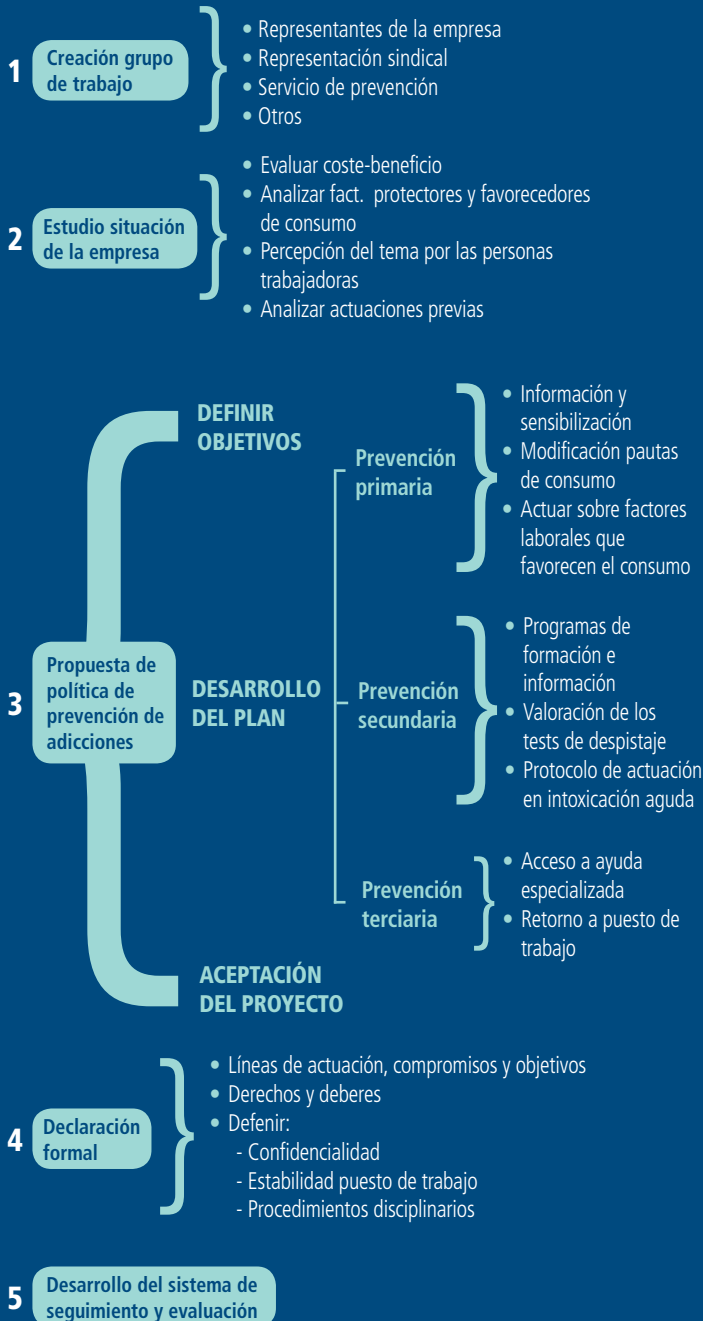 1
Creación grupo
de trabajo
• Representantes de la empresa
• Representación sindical
• Servicio de prevención
• Otros
2
Estudio situación
de la empresa
• Evaluar coste-beneficio
• Analizar fact. protectores y favorecedores
de consumo
• Percepción del tema por las personas
trabajadoras
• Analizar actuaciones previas
3
Propuesta de
política de
prevención de
adicciones
DEFINIR
OBJETIVOS
DESARROLLO
DEL PLAN
Prevención
primaria
• Información y
sensibilización
• Modificación pautas
de consumo
• Actuar sobre factores
laborales que
favorecen el consumo
Prevención
secundaria
• Programas de
formación e
información
• Valoración de los
tests de despistaje
• Protocolo de actuación
en intoxicación aguda
Prevención
terciaria
• Acceso a ayuda
especializada
• Retorno a puesto de
trabajo
ACEPTACIÓN
DEL PROYECTO
4
Declaración
formal
• Líneas de actuación, compromisos y objetivos
• Derechos y deberes
• Defenir:
- Confidencialidad
- Estabilidad puesto de trabajo
- Procedimientos disciplinarios
5
Desarrollo del sistema de
seguimiento y evaluación